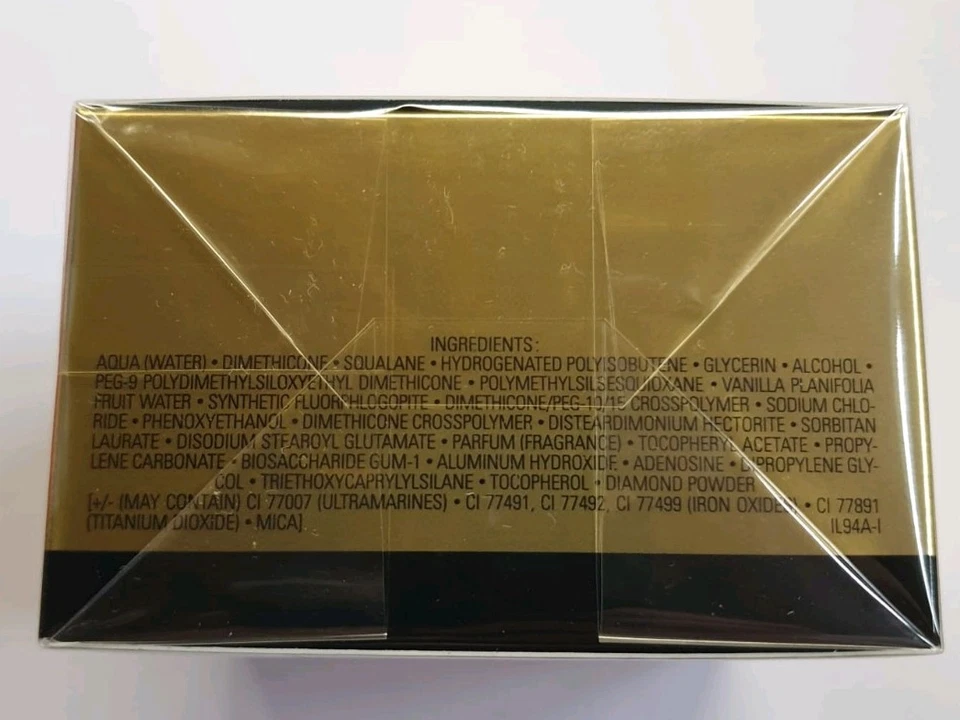 INGREDIENTS:
AQUA (WATER) • DIMETHICONE • SQUALANE • HYDROGENATED POLYISOBUTENE • GLYCERIN • ALCOHOL •
PEG-9 POLYDIMETHYLSILOXYETHYL DIMETHICONE • POLYMETHYLSILSESQUIOXANE • VANILLA PLANIFOLIA
FRUIT WATER • SYNTHETIC FLUORPHLOGOPITE • DIMETHICONE/PEG-10/15 CROSSPOLYMER • SODIUM CHLO-
RIDE • PHENOXYETHANOL • DIMETHICONE CROSSPOLYMER • DISTEARDIMONIUM HECTORITE • SORBITAN
LAURATE • DISODIUM STEAROYL GLUTAMATE • PARFUM (FRAGRANCE) • TOCOPHERYL ACETATE • PROPY-
LENE CARBONATE • BIOSACCHARIDE GUM-1 • ALUMINUM HYDROXIDE • ADENOSINE • DIPROPYLENE GLY-
COL • TRIETHOXYCAPRYLYLSILANE • TOCOPHEROL • DIAMOND POWDER
[+/- (MAY CONTAIN) CI 77007 (ULTRAMARINES) • CI 77491, CI 77492, CI 77499 (IRON OXIDES) • CI 77891
(TITANIUM DIOXIDE) • MICA] IL94A-I